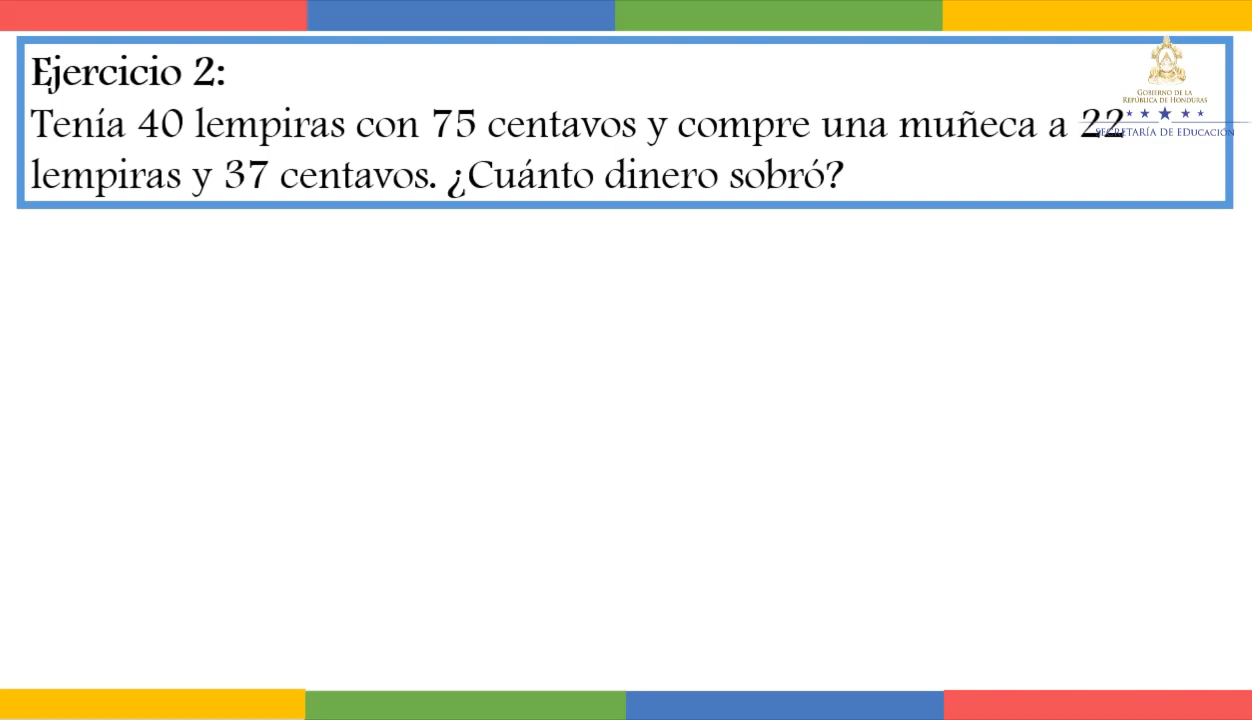 Ejercicio 2:
Tenía 40 lempiras con 75 centavos y compre una muñeca a 22
lempiras y 37 centavos. ¿Cuánto dinero sobró?
GOBIERNO DE LA
REPÚBLICA DE HONDURAS
SECRETARÍA DE EDUCACIÓN